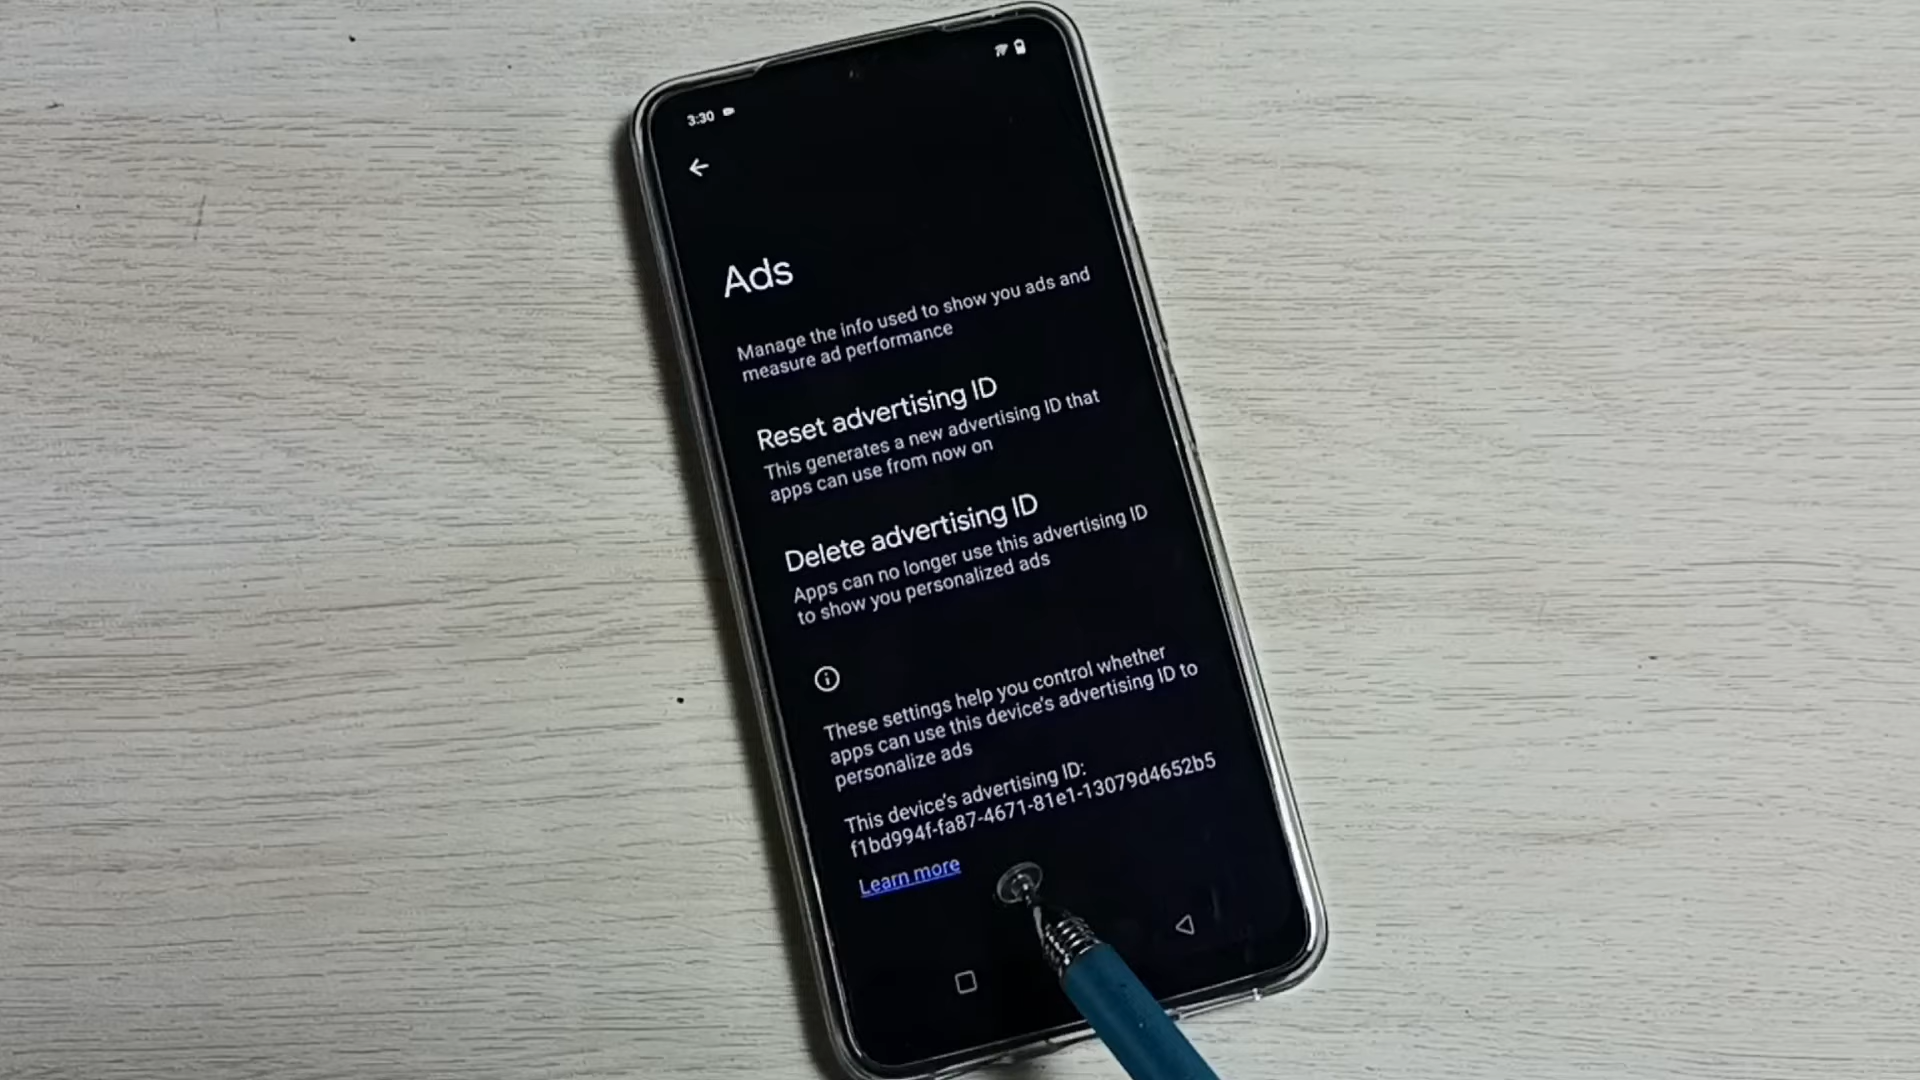 3:30
Ads
Manage the info used to show you ads and
measure ad performance
Reset advertising ID
This generates a new advertising ID that
apps can use from now on
Delete advertising ID
Apps can no longer use this advertising ID
to show you personalized ads
These settings help you control whether
apps can use this device's advertising ID to
personalize ads
This device's advertising ID:
f1bd994f-fa87-4671-81e1-13079d4652b5
Learn more